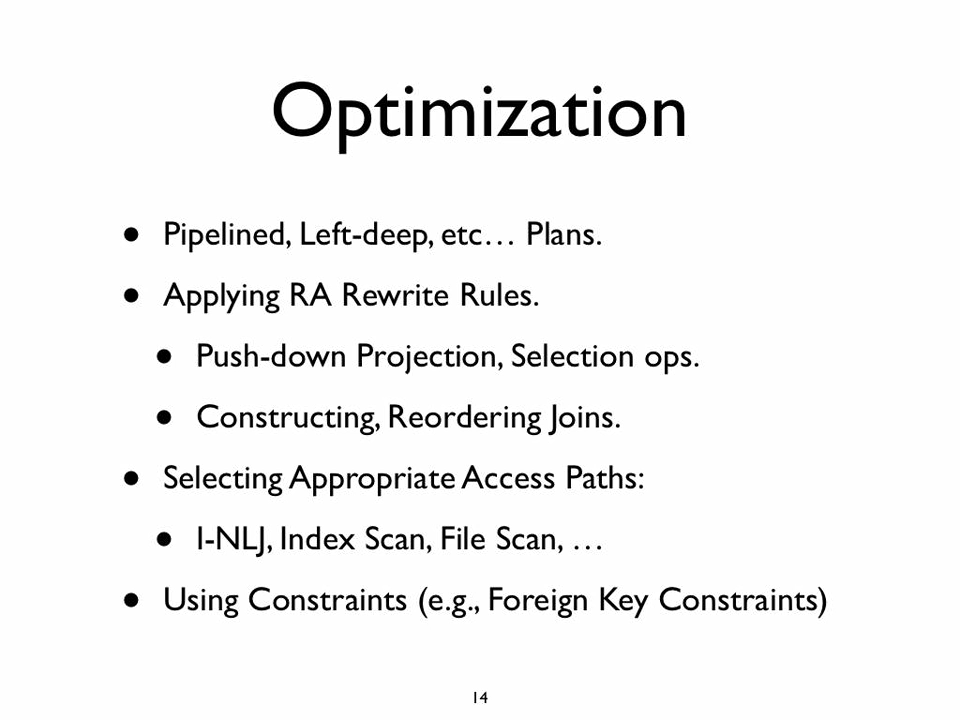 Optimization
• Pipelined, Left-deep, etc… Plans.
• Applying RA Rewrite Rules.
• Push-down Projection, Selection ops.
• Constructing, Reordering Joins.
• Selecting Appropriate Access Paths:
• I-NLJ, Index Scan, File Scan, …
• Using Constraints (e.g., Foreign Key Constraints)
14